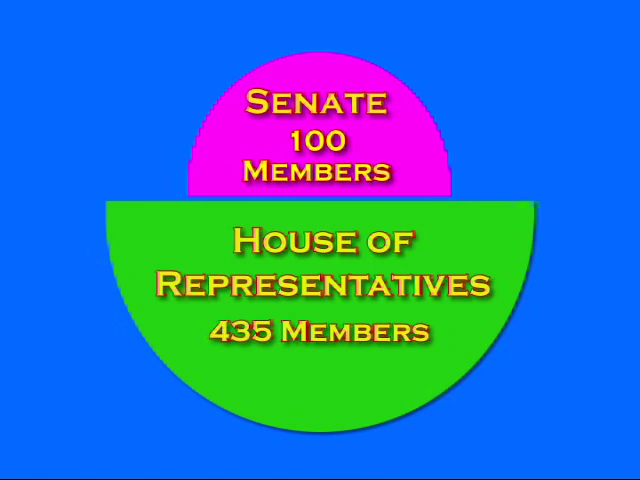 Senate
100
Members
House of
Representatives
435 Members